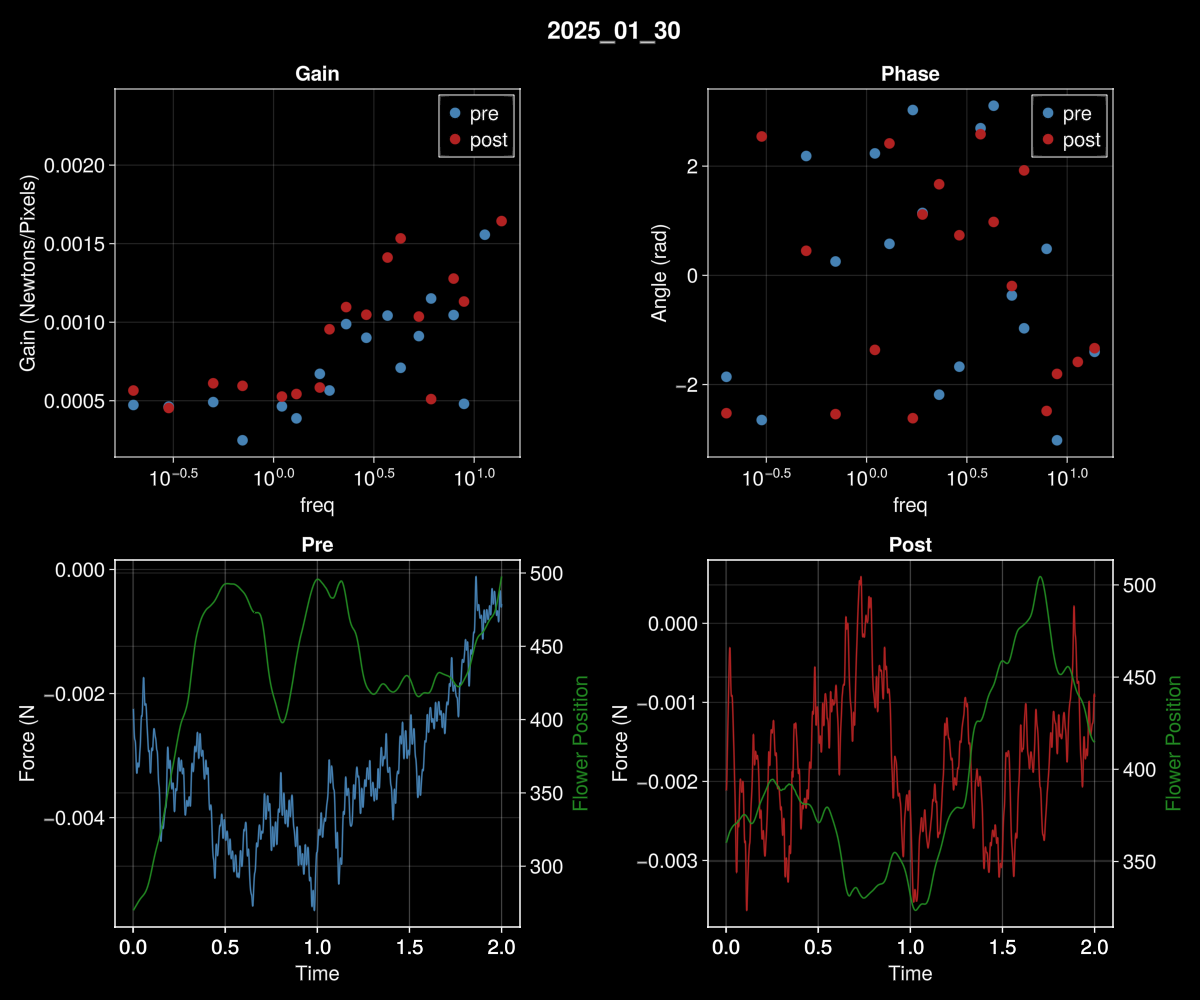 2025_01_30
Gain
Gain (Newtons/Pixels)
0.0020
0.0015
0.0010
0.0005
pre
post
10^−0.5 10^0.0 10^0.5 10^1.0
freq
Phase
Angle (rad)
2
0
−2
pre
post
10^−0.5 10^0.0 10^0.5 10^1.0
freq
Pre
Force (N
0.000
−0.002
−0.004
500
450
400
350
300
Flower Position
0.0 0.5 1.0 1.5 2.0
Time
Post
Force (N
0.000
−0.001
−0.002
−0.003
500
450
400
350
Flower Position
0.0 0.5 1.0 1.5 2.0
Time